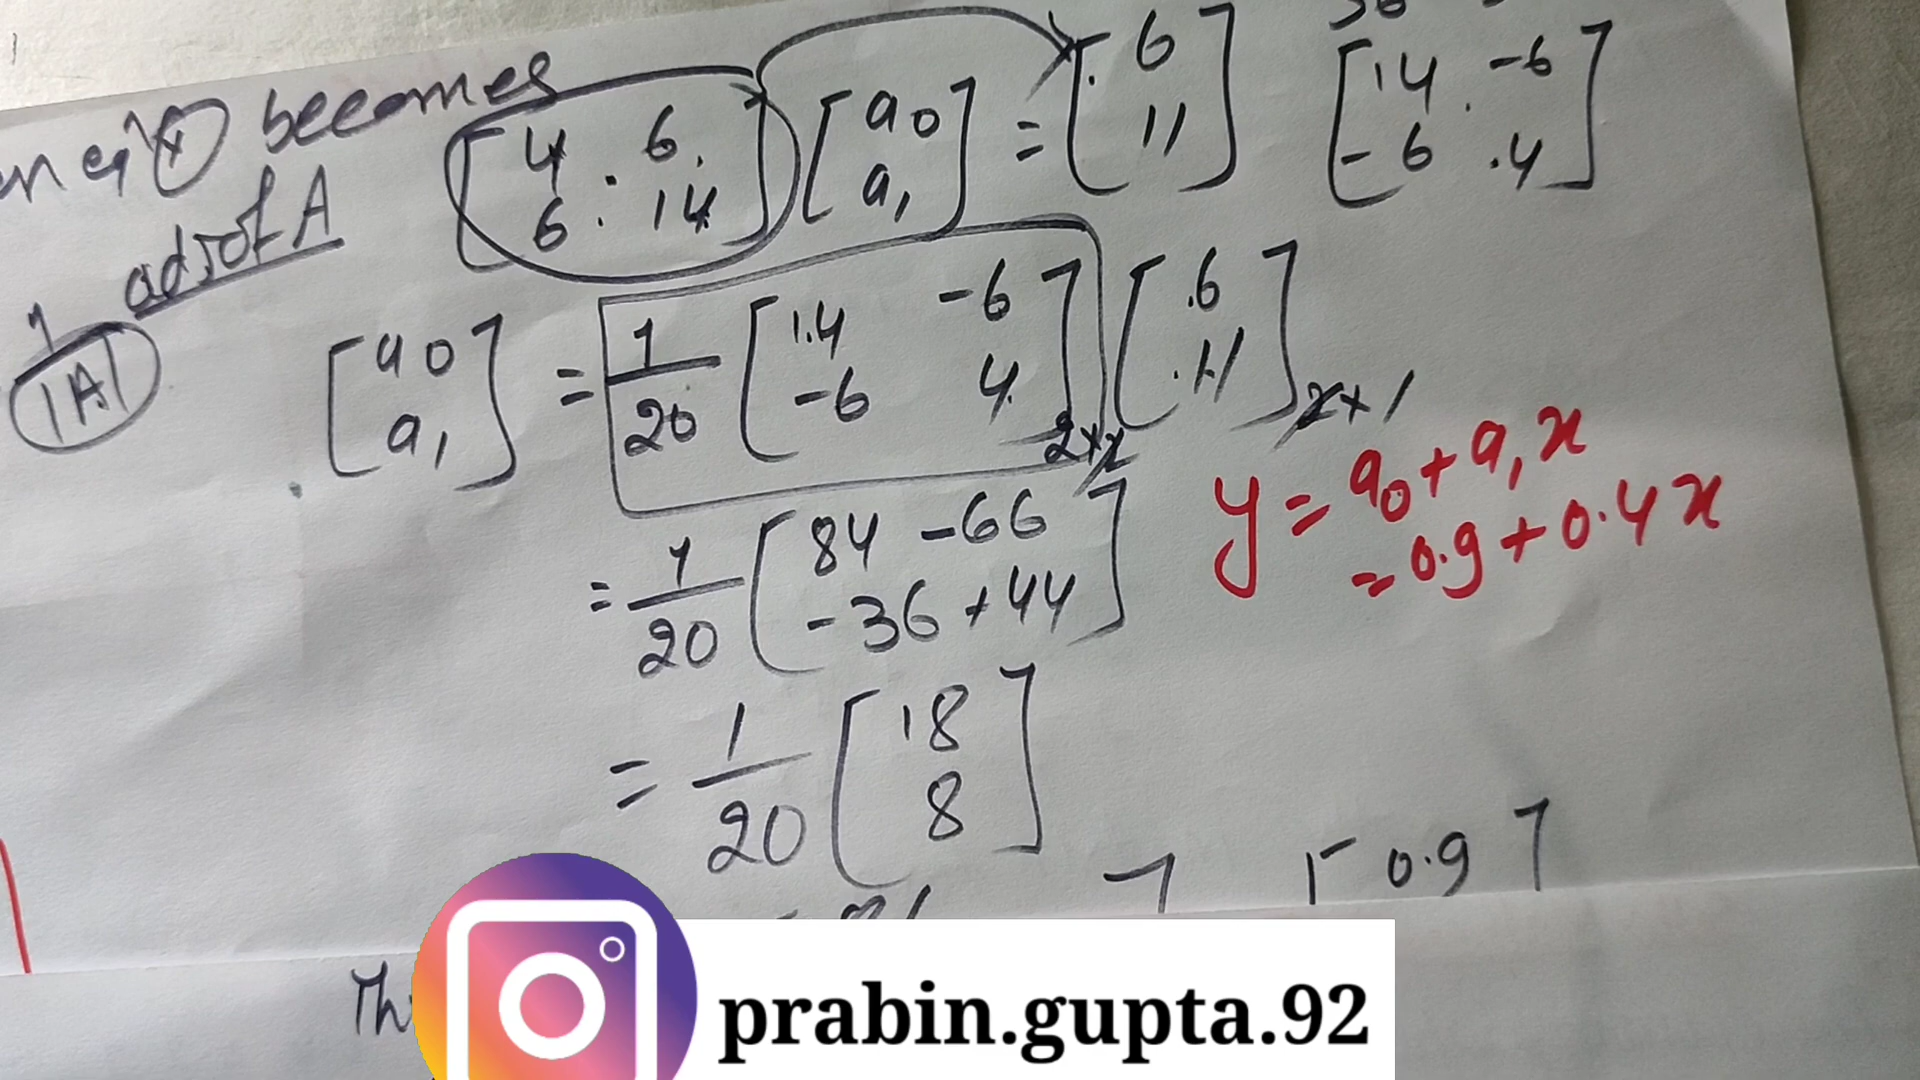 becomes
[4 6
6 14] [a0
a1] = [6
11] [14 -6
-6 4]
adj of A
1/|A|
[a0
a1] = 1/20 [14 -6
-6 4]2×2 [6
11]2×1
y = a0 + a1x
= 0.9 + 0.4x
= 1/20 [84 -66
-36 +44]
= 1/20 [18
8]
[0.9]
prabin.gupta.92